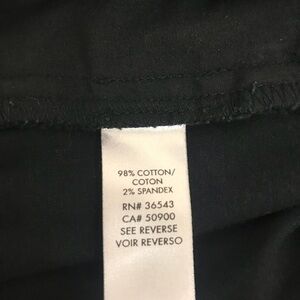 98% COTTON/
COTON
2% SPANDEX
RN# 36543
CA# 50900
SEE REVERSE
VOIR REVERSO